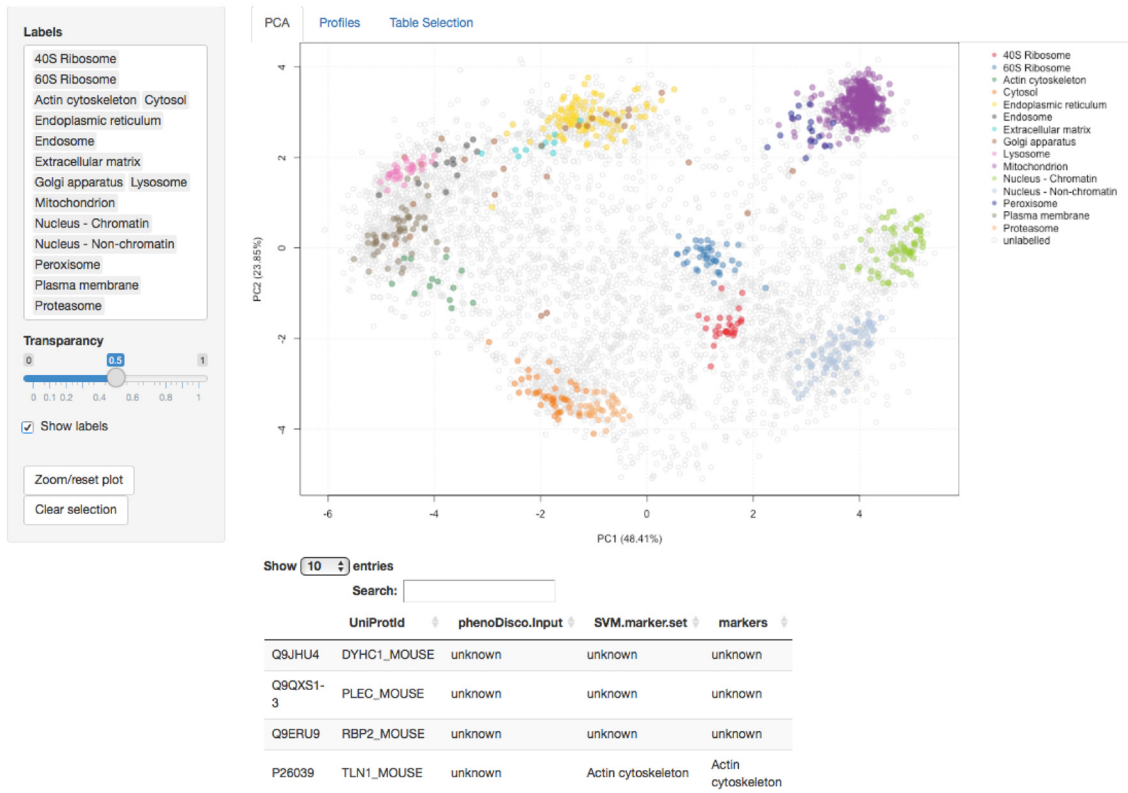 Labels
40S Ribosome
60S Ribosome
Actin cytoskeleton Cytosol
Endoplasmic reticulum
Endosome
Extracellular matrix
Golgi apparatus Lysosome
Mitochondrion
Nucleus - Chromatin
Nucleus - Non-chromatin
Peroxisome
Plasma membrane
Proteasome
Transparancy
0 0.5 1
0 0.1 0.2 0.4 0.6 0.8 1
Show labels
Zoom/reset plot
Clear selection
PCA Profiles Table Selection
4
2
0
-2
-4
PC2 (23.85%)
-6 -4 -2 0 2 4
PC1 (48.41%)
40S Ribosome
60S Ribosome
Actin cytoskeleton
Cytosol
Endoplasmic reticulum
Endosome
Extracellular matrix
Golgi apparatus
Lysosome
Mitochondrion
Nucleus - Chromatin
Nucleus - Non-chromatin
Peroxisome
Plasma membrane
Proteasome
unlabelled
Show 10 entries
Search:
UniProtId phenoDisco.Input SVM.marker.set markers
Q9JHU4 DYHC1_MOUSE unknown unknown unknown
Q9QXS1-
3 PLEC_MOUSE unknown unknown unknown
Q9ERU9 RBP2_MOUSE unknown unknown unknown
P26039 TLN1_MOUSE unknown Actin cytoskeleton Actin
cytoskeleton